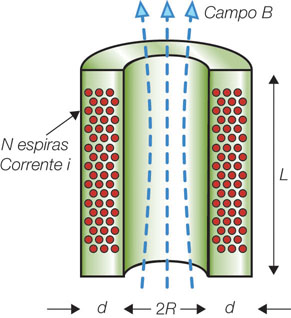 Campo B
N espiras
Corrente i
L
d
2R
d